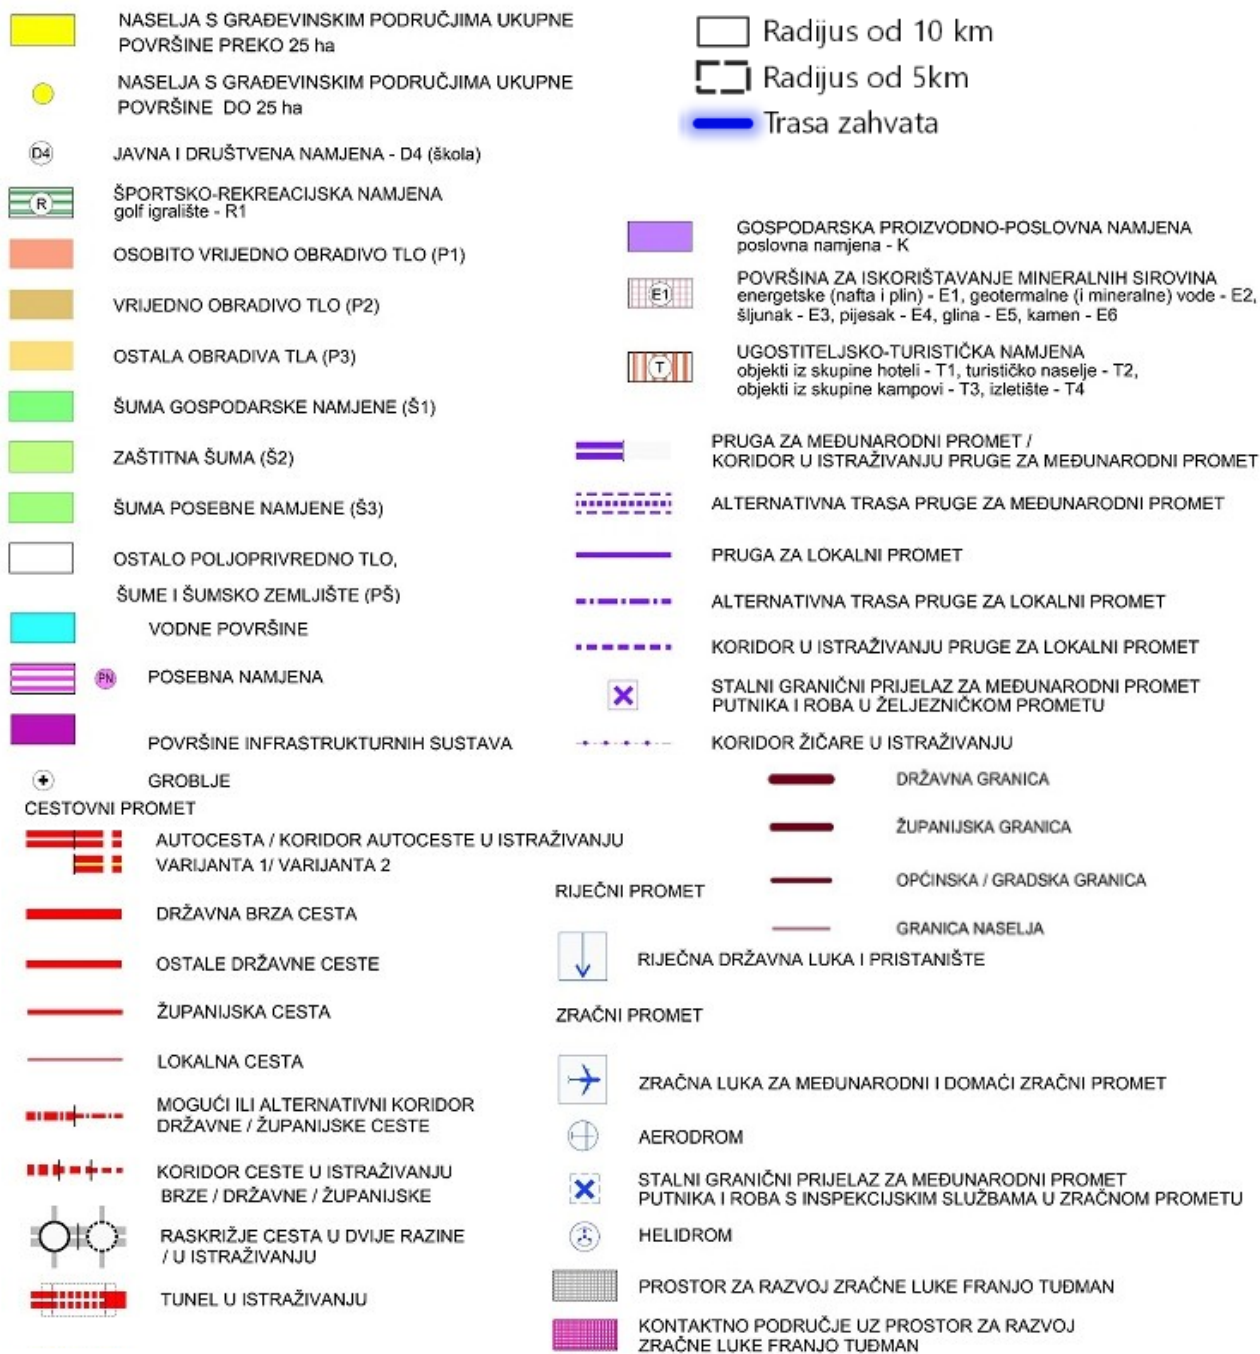 NASELJA S GRAĐEVINSKIM PODRUČJIMA UKUPNE
POVRŠINE PREKO 25 ha
NASELJA S GRAĐEVINSKIM PODRUČJIMA UKUPNE
POVRŠINE DO 25 ha
D4
JAVNA I DRUŠTVENA NAMJENA - D4 (škola)
R
ŠPORTSKO-REKREACIJSKA NAMJENA
golf igralište - R1
OSOBITO VRIJEDNO OBRADIVO TLO (P1)
VRIJEDNO OBRADIVO TLO (P2)
OSTALA OBRADIVA TLA (P3)
ŠUMA GOSPODARSKE NAMJENE (Š1)
ZAŠTITNA ŠUMA (Š2)
ŠUMA POSEBNE NAMJENE (Š3)
OSTALO POLJOPRIVREDNO TLO,
ŠUME I ŠUMSKO ZEMLJIŠTE (PŠ)
VODNE POVRŠINE
PN
POSEBNA NAMJENA
POVRŠINE INFRASTRUKTURNIH SUSTAVA
GROBLJE
CESTOVNI PROMET
AUTOCESTA / KORIDOR AUTOCESTE U ISTRAŽIVANJU
VARIJANTA 1/ VARIJANTA 2
DRŽAVNA BRZA CESTA
OSTALE DRŽAVNE CESTE
ŽUPANIJSKA CESTA
LOKALNA CESTA
MOGUĆI ILI ALTERNATIVNI KORIDOR
DRŽAVNE / ŽUPANIJSKE CESTE
KORIDOR CESTE U ISTRAŽIVANJU
BRZE / DRŽAVNE / ŽUPANIJSKE
RASKRIŽJE CESTA U DVIJE RAZINE
/ U ISTRAŽIVANJU
TUNEL U ISTRAŽIVANJU
Radijus od 10 km
Radijus od 5km
Trasa zahvata
GOSPODARSKA PROIZVODNO-POSLOVNA NAMJENA
poslovna namjena - K
E1
POVRŠINA ZA ISKORIŠTAVANJE MINERALNIH SIROVINA
energetske (nafta i plin) - E1, geotermalne (i mineralne) vode - E2,
šljunak - E3, pijesak - E4, glina - E5, kamen - E6
T
UGOSTITELJSKO-TURISTIČKA NAMJENA
objekti iz skupine hoteli - T1, turističko naselje - T2,
objekti iz skupine kampovi - T3, izletište - T4
PRUGA ZA MEĐUNARODNI PROMET /
KORIDOR U ISTRAŽIVANJU PRUGE ZA MEĐUNARODNI PROMET
ALTERNATIVNA TRASA PRUGE ZA MEĐUNARODNI PROMET
PRUGA ZA LOKALNI PROMET
ALTERNATIVNA TRASA PRUGE ZA LOKALNI PROMET
KORIDOR U ISTRAŽIVANJU PRUGE ZA LOKALNI PROMET
STALNI GRANIČNI PRIJELAZ ZA MEĐUNARODNI PROMET
PUTNIKA I ROBA U ŽELJEZNIČKOM PROMETU
KORIDOR ŽIČARE U ISTRAŽIVANJU
DRŽAVNA GRANICA
ŽUPANIJSKA GRANICA
OPĆINSKA / GRADSKA GRANICA
GRANICA NASELJA
RIJEČNI PROMET
RIJEČNA DRŽAVNA LUKA I PRISTANIŠTE
ZRAČNI PROMET
ZRAČNA LUKA ZA MEĐUNARODNI I DOMAĆI ZRAČNI PROMET
AERODROM
STALNI GRANIČNI PRIJELAZ ZA MEĐUNARODNI PROMET
PUTNIKA I ROBA S INSPEKCIJSKIM SLUŽBAMA U ZRAČNOM PROMETU
HELIDROM
PROSTOR ZA RAZVOJ ZRAČNE LUKE FRANJO TUĐMAN
KONTAKTNO PODRUČJE UZ PROSTOR ZA RAZVOJ
ZRAČNE LUKE FRANJO TUĐMAN